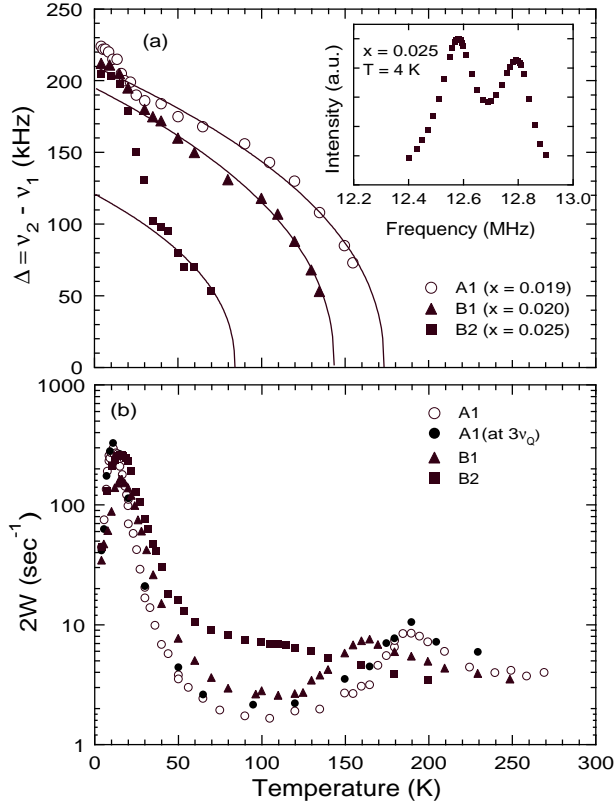 (a)
x = 0.025
T = 4 K
Intensity (a.u.)
12.2 12.4 12.6 12.8 13.0
Frequency (MHz)
Δ = ν₂ - ν₁ (kHz)
250
200
150
100
50
0
A1 (x = 0.019)
B1 (x = 0.020)
B2 (x = 0.025)
(b)
A1
A1(at 3ν_Q)
B1
B2
2W (sec⁻¹)
1000
100
10
1
0 50 100 150 200 250 300
Temperature (K)